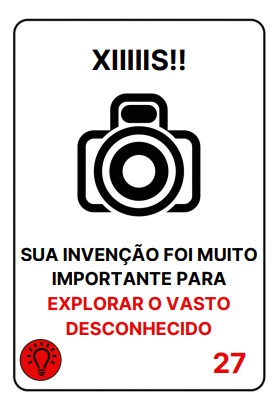 XIIIIIS!!
SUA INVENÇÃO FOI MUITO
IMPORTANTE PARA
EXPLORAR O VASTO
DESCONHECIDO
27